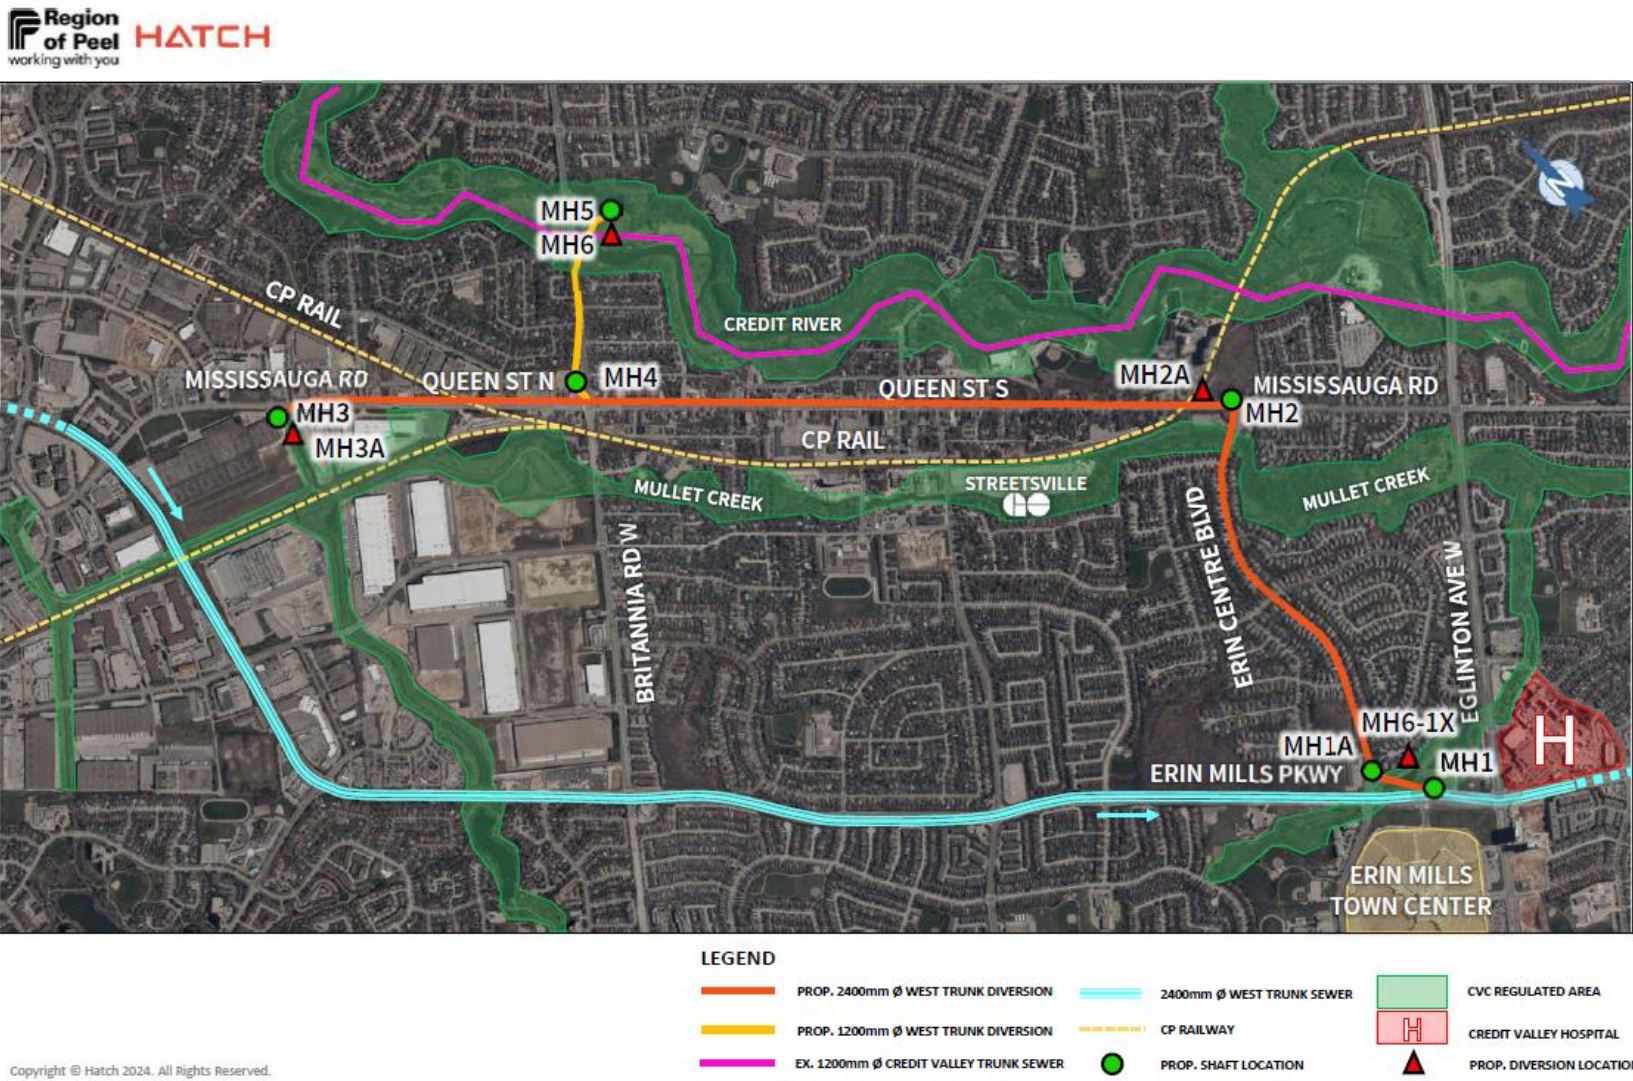 Region
of Peel
working with you
HATCH
N
MH5
MH6
CP RAIL
CREDIT RIVER
MISSISSAUGA RD
QUEEN ST N
MH4
QUEEN ST S
MH2A
MISSISSAUGA RD
MH3
MH2
MH3A
CP RAIL
MULLET CREEK
STREETSVILLE
GO
MULLET CREEK
BRITANNIA RD W
ERIN CENTRE BLVD
EGLINTON AVE W
MH6-1X
MH1A
MH1
H
ERIN MILLS PKWY
ERIN MILLS
TOWN CENTER
LEGEND
PROP. 2400mm Ø WEST TRUNK DIVERSION
2400mm Ø WEST TRUNK SEWER
CVC REGULATED AREA
PROP. 1200mm Ø WEST TRUNK DIVERSION
CP RAILWAY
H
CREDIT VALLEY HOSPITAL
EX. 1200mm Ø CREDIT VALLEY TRUNK SEWER
PROP. SHAFT LOCATION
PROP. DIVERSION LOCATION
Copyright © Hatch 2024. All Rights Reserved.